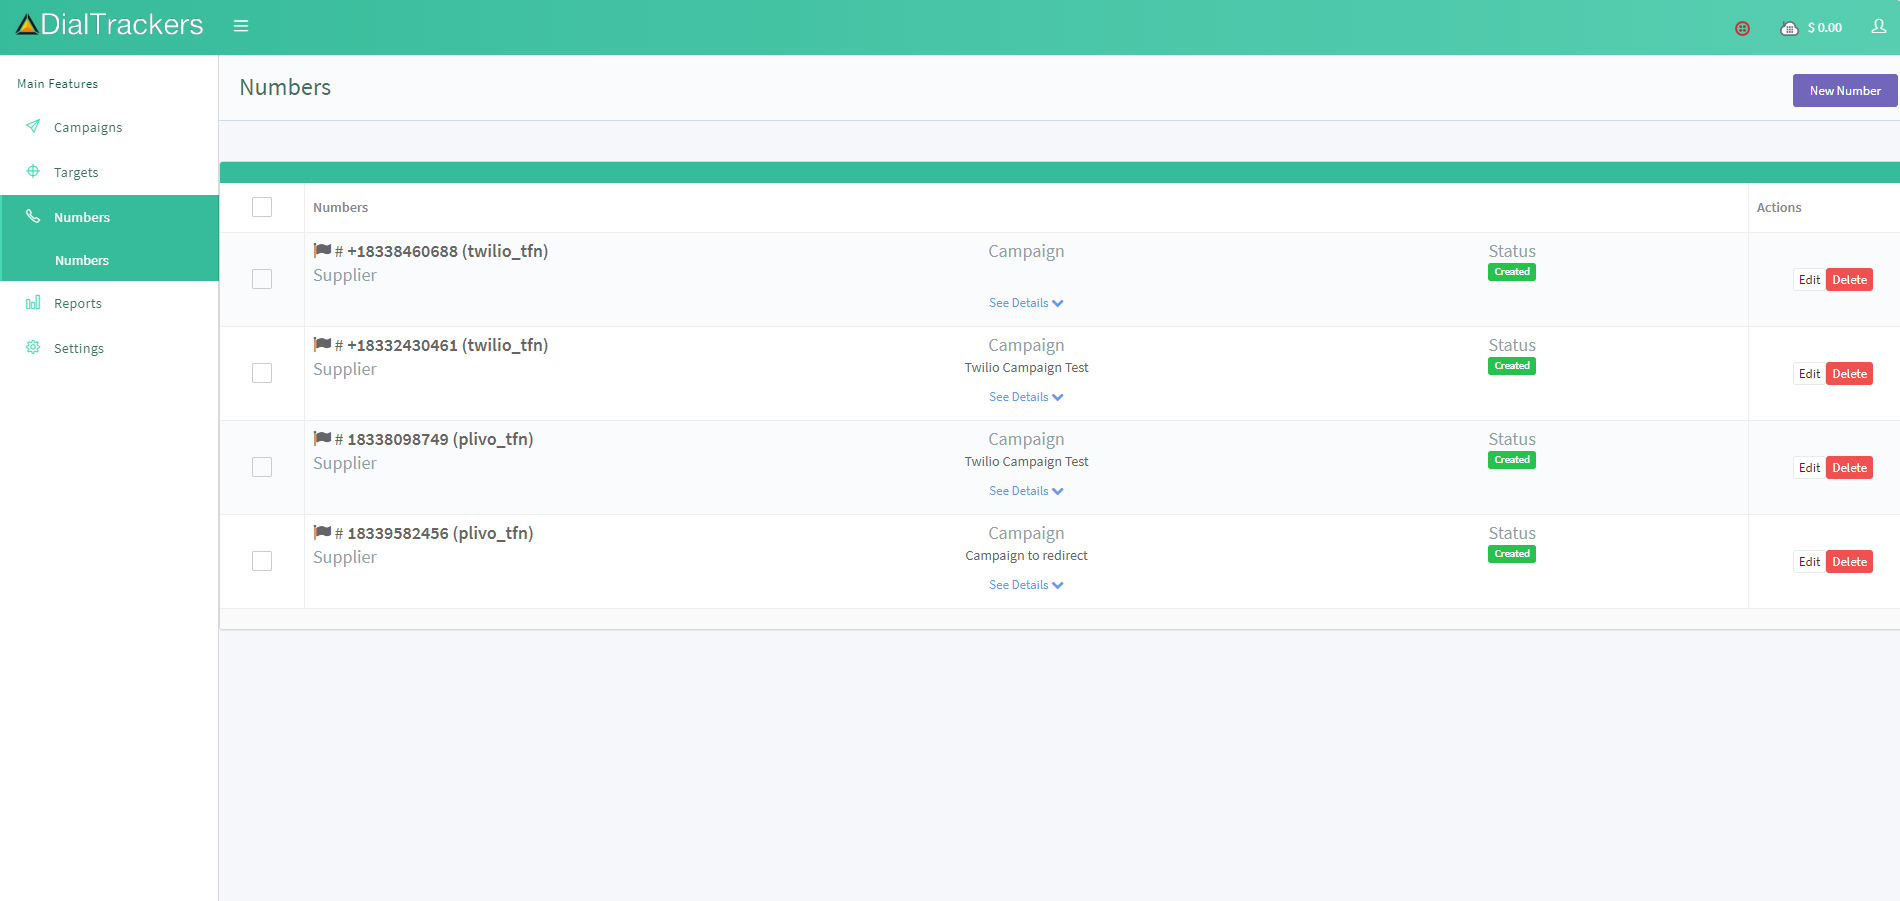 DialTrackers
$ 0.00
Main Features
Campaigns
Targets
Numbers
Numbers
Reports
Settings
Numbers
New Number
Numbers
Actions
# +18338460688 (twilio_tfn)
Supplier
Campaign
See Details
Status
Created
Edit
Delete
# +18332430461 (twilio_tfn)
Supplier
Campaign
Twilio Campaign Test
See Details
Status
Created
Edit
Delete
# 18338098749 (plivo_tfn)
Supplier
Campaign
Twilio Campaign Test
See Details
Status
Created
Edit
Delete
# 18339582456 (plivo_tfn)
Supplier
Campaign
Campaign to redirect
See Details
Status
Created
Edit
Delete